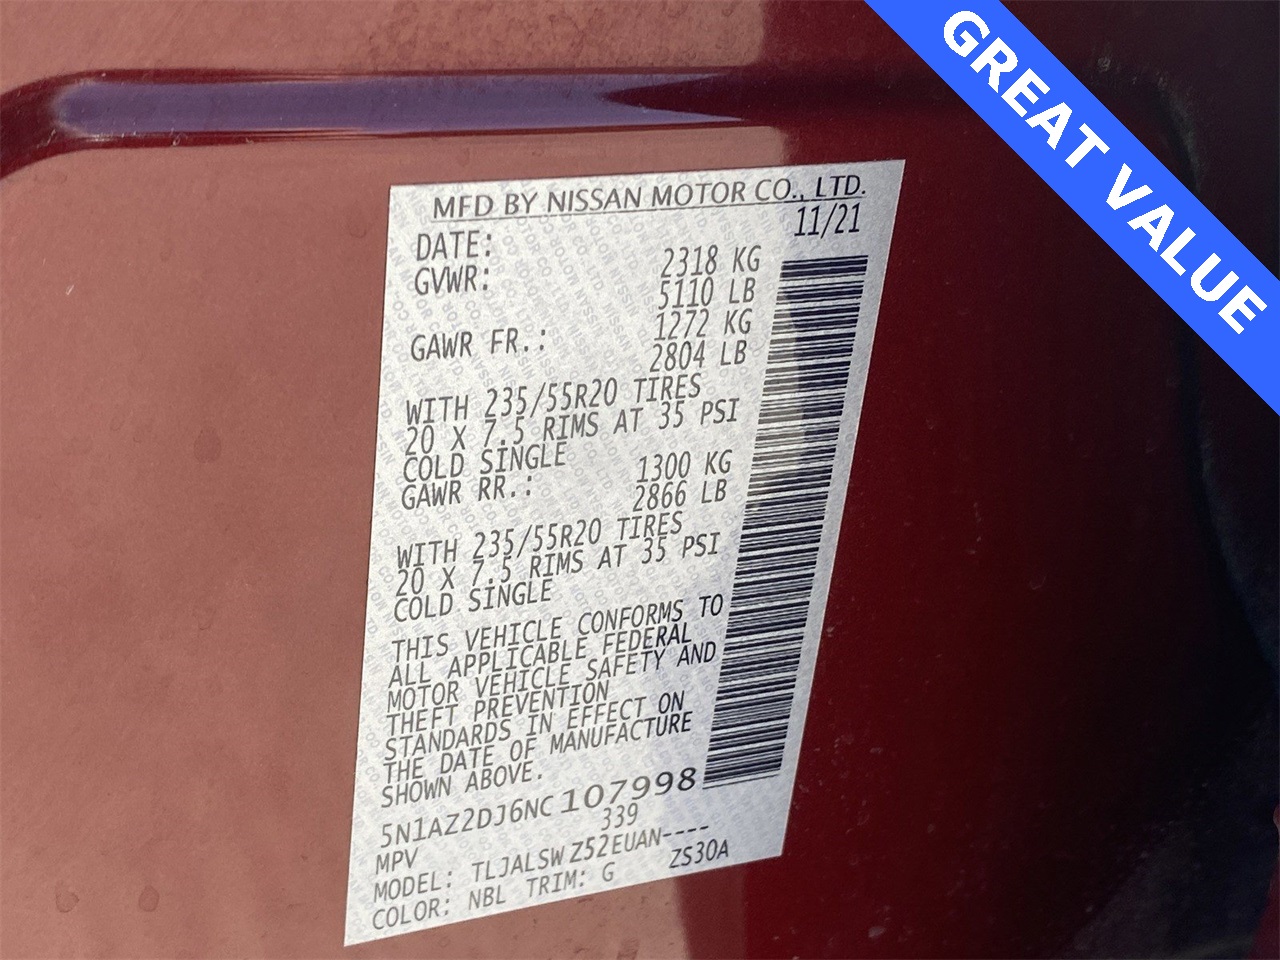 GREAT VALUE
MFD BY NISSAN MOTOR CO., LTD.
DATE: 11/21
GVWR: 2318 KG
5110 LB
GAWR FR.: 1272 KG
2804 LB
WITH 235/55R20 TIRES
20 X 7.5 RIMS AT 35 PSI
COLD SINGLE
GAWR RR.: 1300 KG
2866 LB
WITH 235/55R20 TIRES
20 X 7.5 RIMS AT 35 PSI
COLD SINGLE
THIS VEHICLE CONFORMS TO
ALL APPLICABLE FEDERAL
MOTOR VEHICLE SAFETY AND
THEFT PREVENTION
STANDARDS IN EFFECT ON
THE DATE OF MANUFACTURE
SHOWN ABOVE.
5N1AZ2DJ6NC107998
MPV 339
MODEL: TLJALSWZ52EUAN----
COLOR: NBL TRIM: G ZS30A